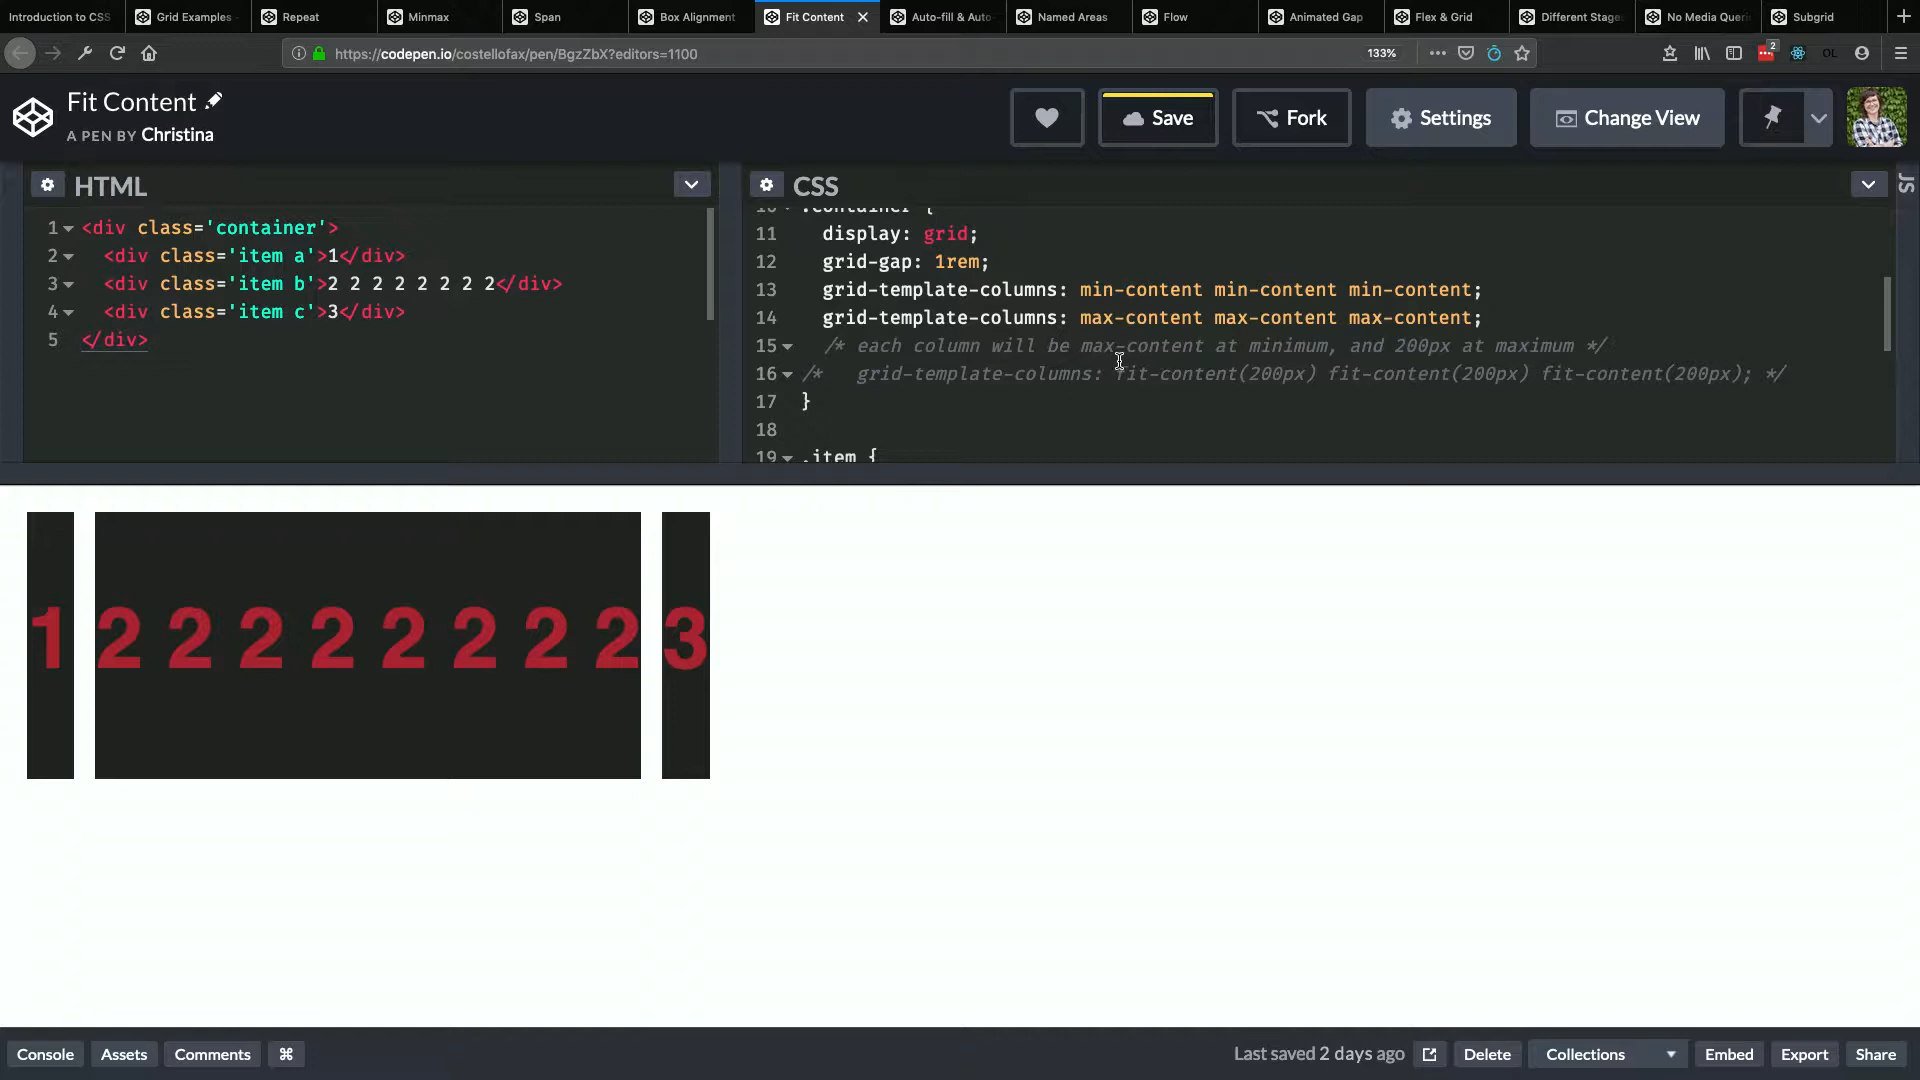 Introduction to CSS
Grid Examples
Repeat
Minmax
Span
Box Alignment
Fit Content
Auto-fill & Auto-
Named Areas
Flow
Animated Gap
Flex & Grid
Different Stage
No Media Queri
Subgrid
https://codepen.io/costellofax/pen/BgzZbX?editors=1100
133%
2
OL
Fit Content
A PEN BY Christina
Save
Fork
Settings
Change View
HTML
1 <div class='container'>
2 <div class='item a'>1</div>
3 <div class='item b'>2 2 2 2 2 2 2 2</div>
4 <div class='item c'>3</div>
5 </div>
CSS
JS
10 .container {
11 display: grid;
12 grid-gap: 1rem;
13 grid-template-columns: min-content min-content min-content;
14 grid-template-columns: max-content max-content max-content;
15 /* each column will be max-content at minimum, and 200px at maximum */
16 /* grid-template-columns: fit-content(200px) fit-content(200px) fit-content(200px); */
17 }
18
19 .item {
1 2 2 2 2 2 2 2 2 3
Console
Assets
Comments
⌘
Last saved 2 days ago
Delete
Collections
Embed
Export
Share